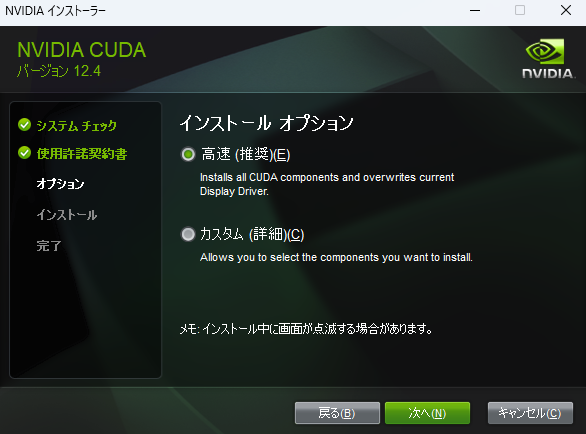 NVIDIA インストーラー
NVIDIA CUDA
バージョン 12.4
NVIDIA.
システム チェック
使用許諾契約書
オプション
インストール
完了
インストール オプション
高速 (推奨)(E)
Installs all CUDA components and overwrites current
Display Driver.
カスタム (詳細)(C)
Allows you to select the components you want to install.
メモ: インストール中に画面が点滅する場合があります。
戻る(B)
次へ(N)
キャンセル(C)